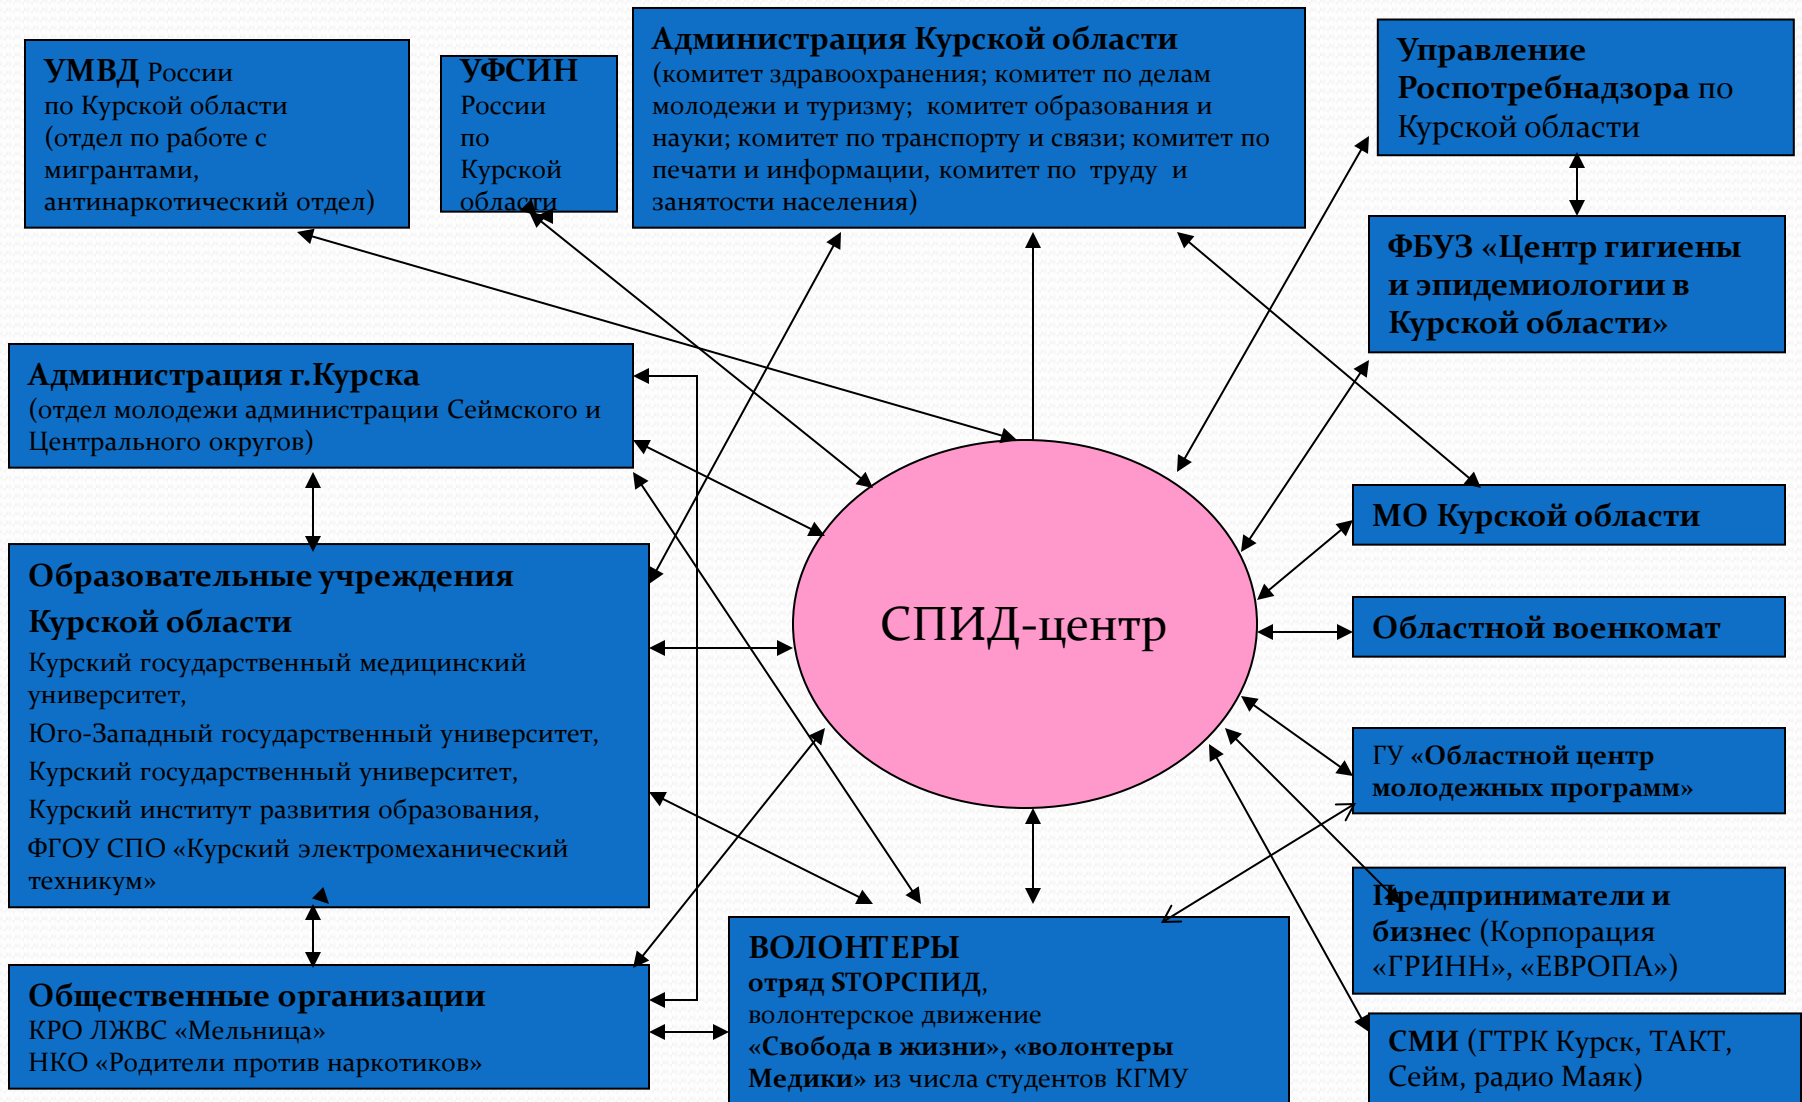 УМВД России
по Курской области
(отдел по работе с
мигрантами,
антинаркотический отдел)
УФСИН
России
по
Курской
области
Администрация Курской области
(комитет здравоохранения; комитет по делам
молодежи и туризму; комитет образования и
науки; комитет по транспорту и связи; комитет по
печати и информации, комитет по труду и
занятости населения)
Управление
Роспотребнадзора по
Курской области
ФБУЗ «Центр гигиены
и эпидемиологии в
Курской области»
Администрация г.Курска
(отдел молодежи администрации Сеймского и
Центрального округов)
Образовательные учреждения
Курской области
Курский государственный медицинский
университет,
Юго-Западный государственный университет,
Курский государственный университет,
Курский институт развития образования,
ФГОУ СПО «Курский электромеханический
техникум»
СПИД-центр
МО Курской области
Областной военкомат
ГУ «Областной центр
молодежных программ»
Предприниматели и
бизнес (Корпорация
«ГРИНН», «ЕВРОПА»)
Общественные организации
КРО ЛЖВС «Мельница»
НКО «Родители против наркотиков»
ВОЛОНТЕРЫ
отряд STOPСПИД,
волонтерское движение
«Свобода в жизни», «волонтеры
Медики» из числа студентов КГМУ
СМИ (ГТРК Курск, ТАКТ,
Сейм, радио Маяк)